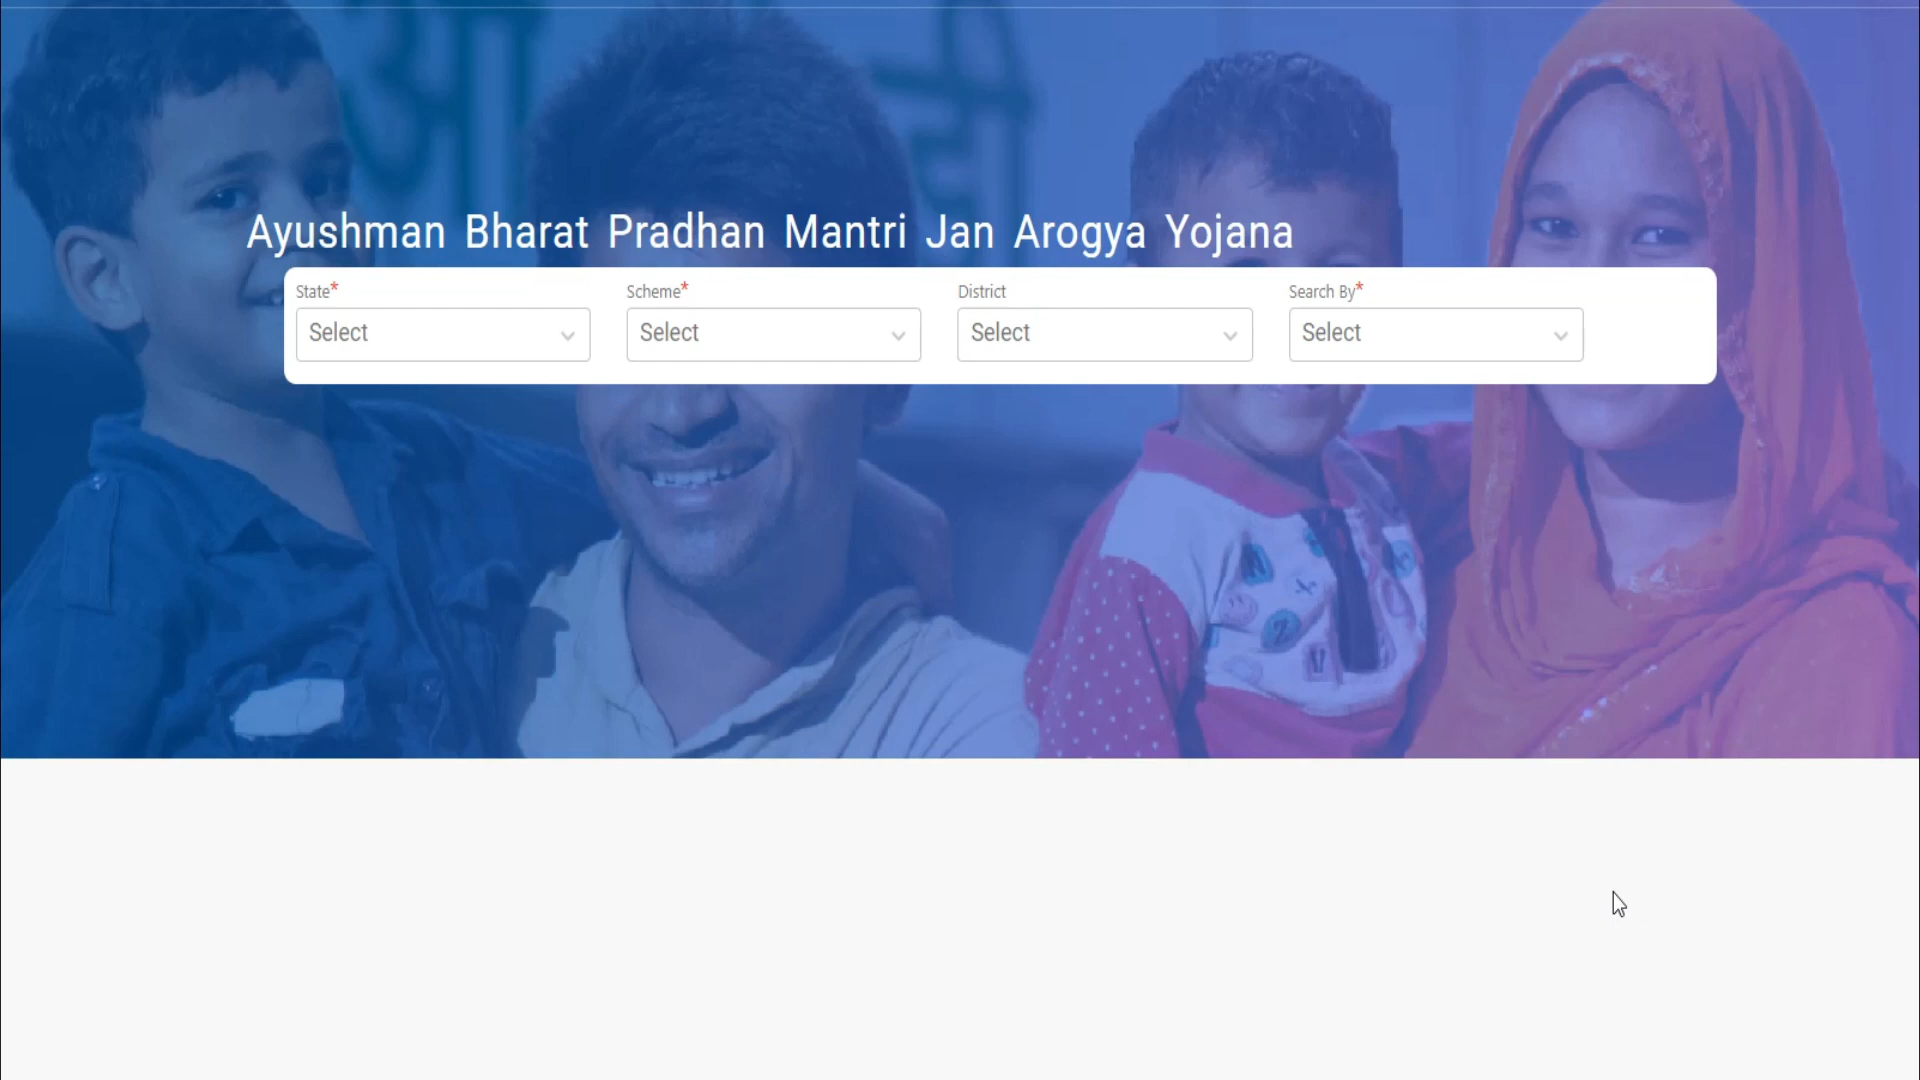 Ayushman Bharat Pradhan Mantri Jan Arogya Yojana
State* Scheme* District Search By*
Select Select Select Select